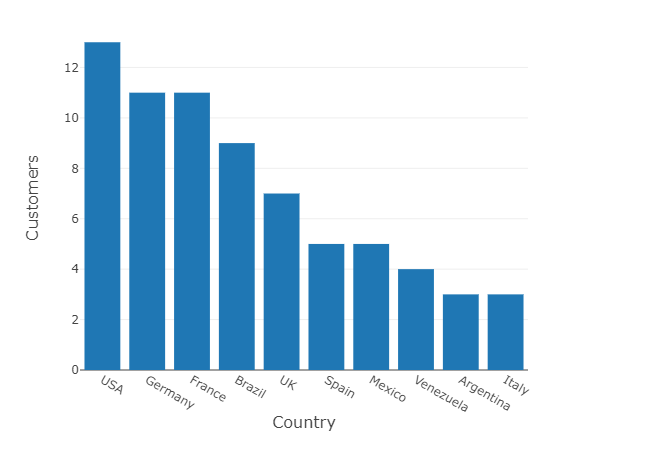 12
10
8
6
4
2
0
Customers
USA
Germany
France
Brazil
UK
Spain
Mexico
Venezuela
Argentina
Italy
Country